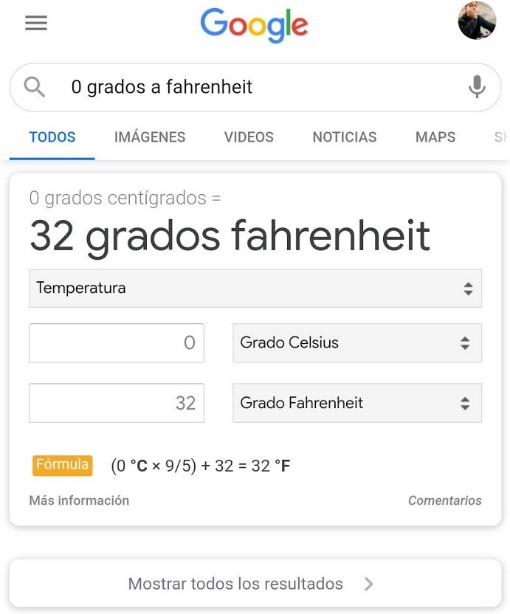 Google
0 grados a fahrenheit
TODOS IMÁGENES VIDEOS NOTICIAS MAPS
0 grados centígrados =
32 grados fahrenheit
Temperatura
0 Grado Celsius
32 Grado Fahrenheit
Fórmula (0 °C × 9/5) + 32 = 32 °F
Más información Comentarios
Mostrar todos los resultados